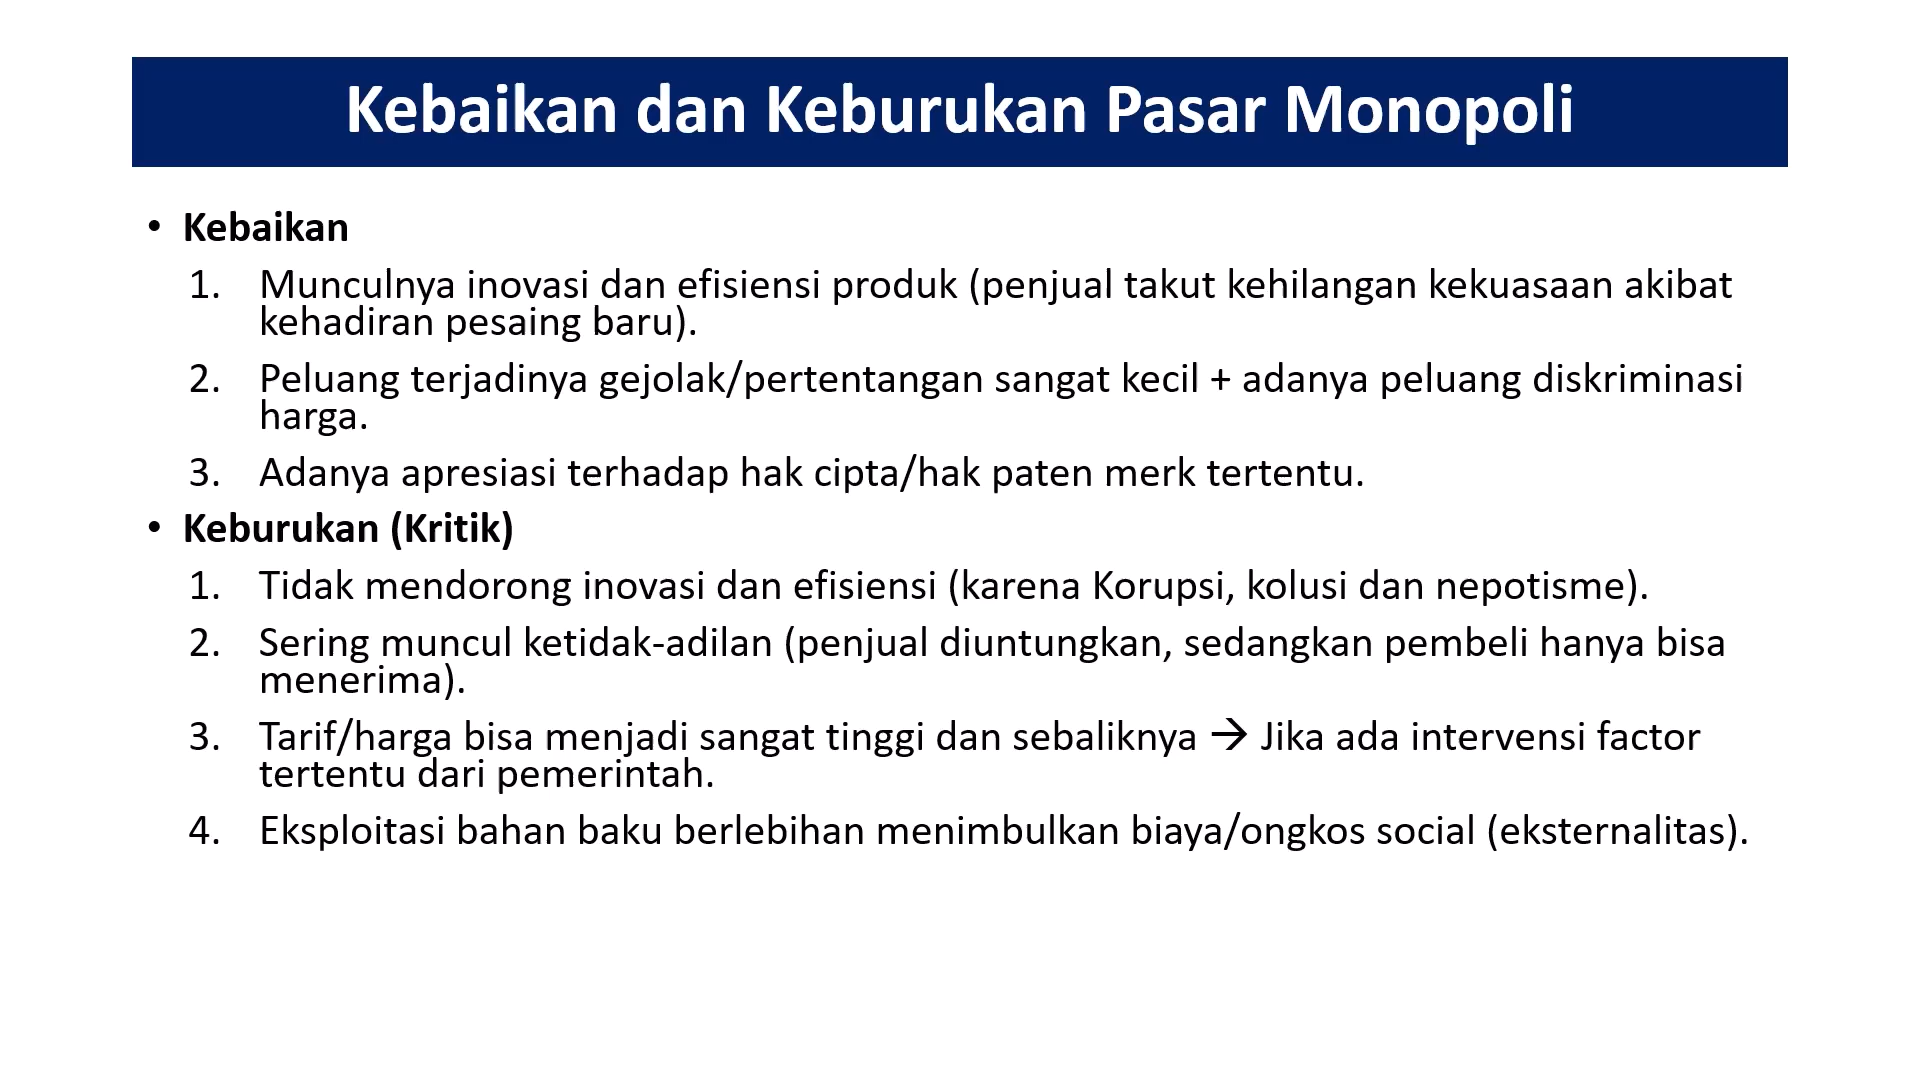 Kebaikan dan Keburukan Pasar Monopoli
• Kebaikan
1. Munculnya inovasi dan efisiensi produk (penjual takut kehilangan kekuasaan akibat
kehadiran pesaing baru).
2. Peluang terjadinya gejolak/pertentangan sangat kecil + adanya peluang diskriminasi
harga.
3. Adanya apresiasi terhadap hak cipta/hak paten merk tertentu.
• Keburukan (Kritik)
1. Tidak mendorong inovasi dan efisiensi (karena Korupsi, kolusi dan nepotisme).
2. Sering muncul ketidak-adilan (penjual diuntungkan, sedangkan pembeli hanya bisa
menerima).
3. Tarif/harga bisa menjadi sangat tinggi dan sebaliknya → Jika ada intervensi factor
tertentu dari pemerintah.
4. Eksploitasi bahan baku berlebihan menimbulkan biaya/ongkos social (eksternalitas).